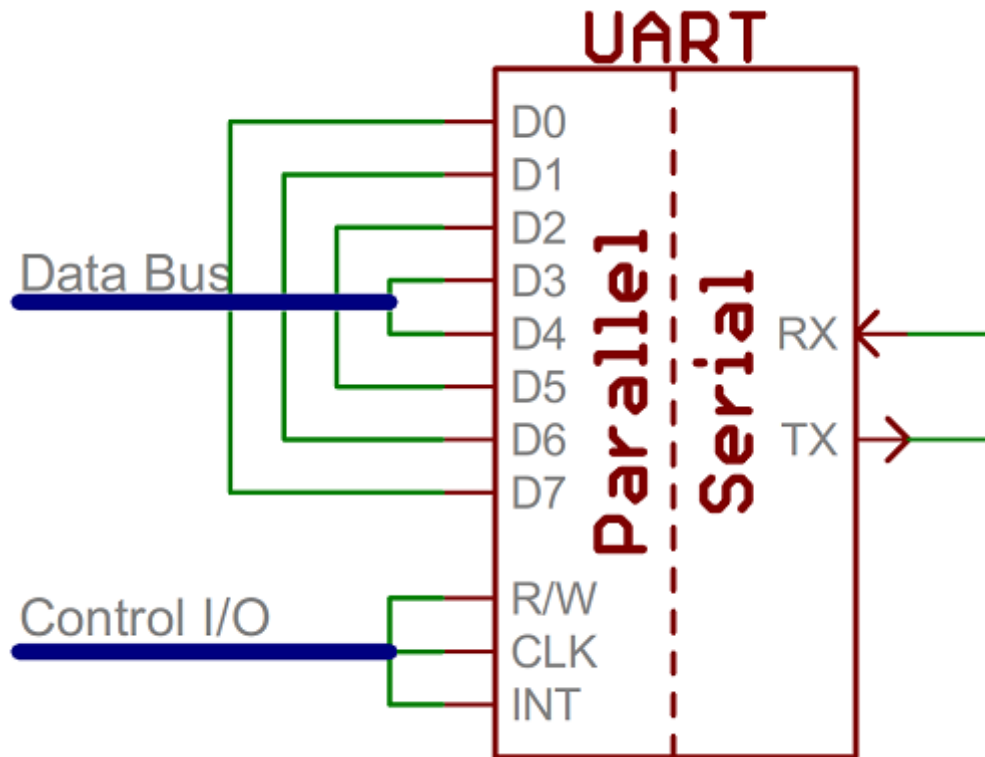 UART
D0
D1
D2
Data Bus
D3
D4
D5
D6
D7
Parallel
Serial
RX
TX
Control I/O
R/W
CLK
INT